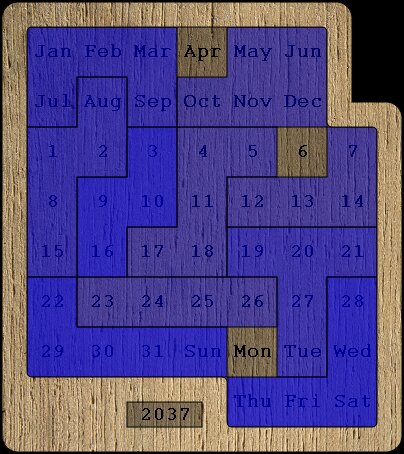 Jan Feb Mar Apr May Jun
Jul Aug Sep Oct Nov Dec
1 2 3 4 5 6 7
8 9 10 11 12 13 14
15 16 17 18 19 20 21
22 23 24 25 26 27 28
29 30 31 Sun Mon Tue Wed
Thu Fri Sat
2037